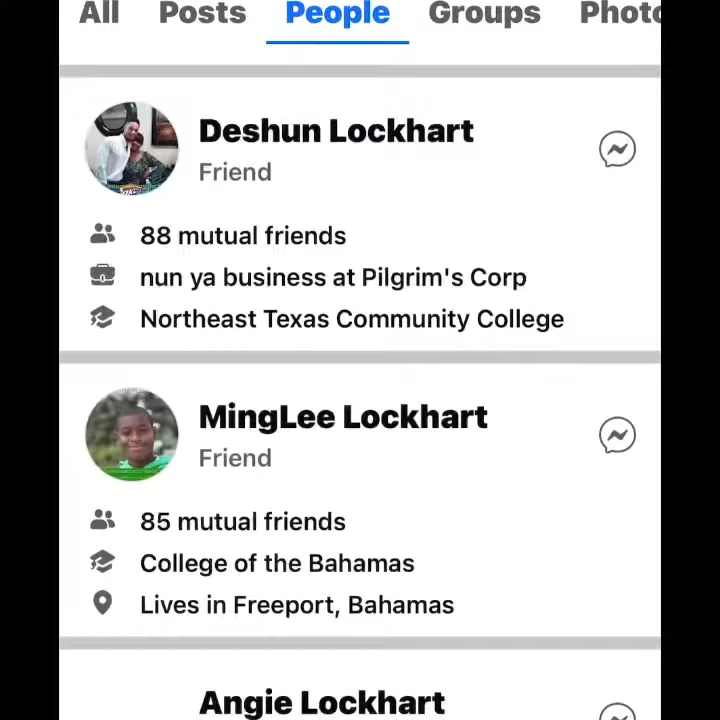 All Posts People Groups Photo
Deshun Lockhart
Friend
88 mutual friends
nun ya business at Pilgrim's Corp
Northeast Texas Community College
MingLee Lockhart
Friend
85 mutual friends
College of the Bahamas
Lives in Freeport, Bahamas
Angie Lockhart